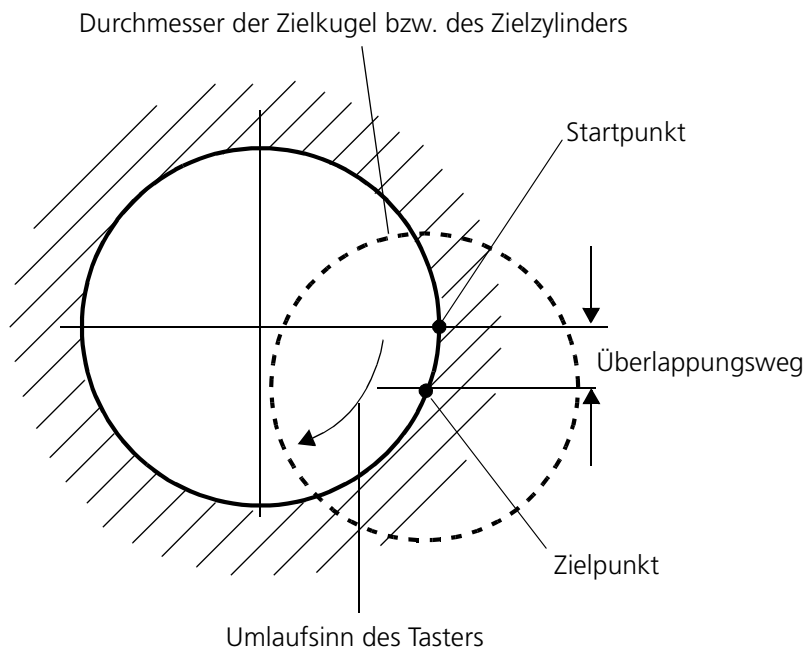 Durchmesser der Zielkugel bzw. des Zielzylinders
Startpunkt
Überlappungsweg
Zielpunkt
Umlaufsinn des Tasters